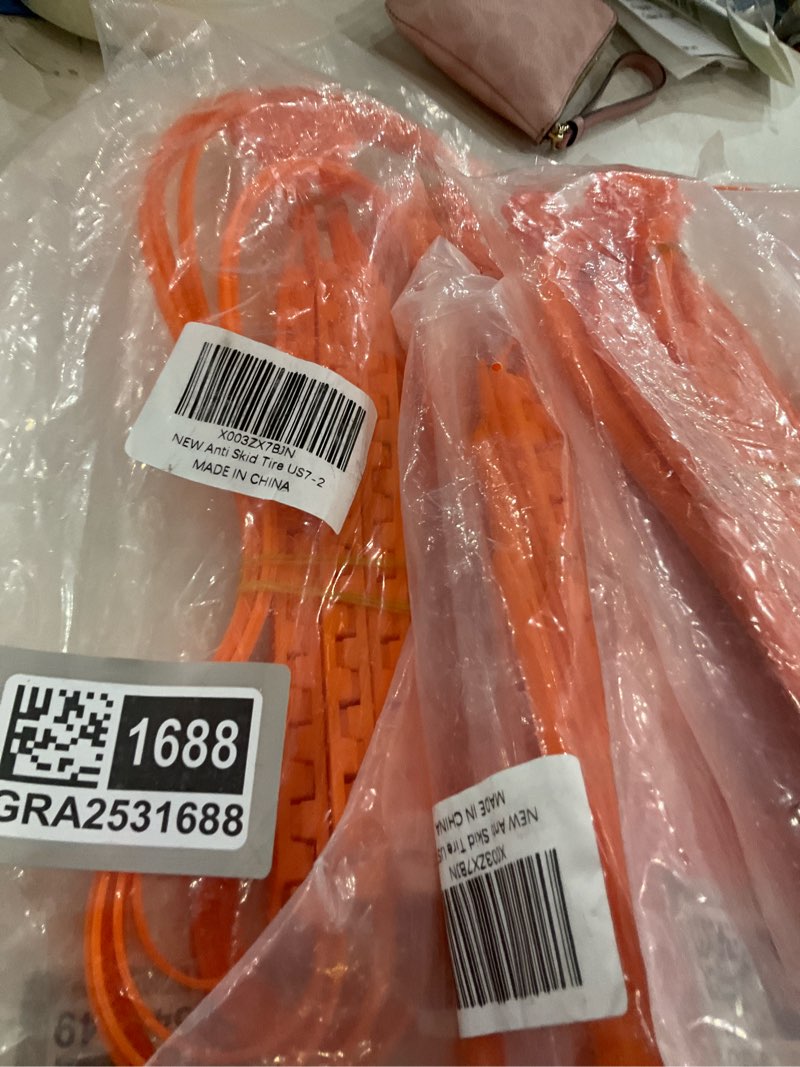 X003ZX7BJN
NEW Anti Skid Tire US7-2
MADE IN CHINA
1688
GRA2531688
X003ZX7BJN
NEW Anti Skid Tire
MADE IN CHINA